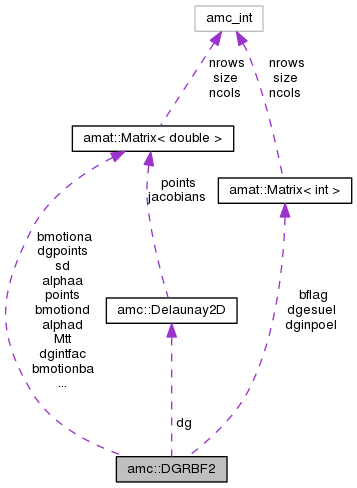 amc_int
nrows
size
ncols
nrows
size
ncols
amat::Matrix< double >
points
jacobians
amat::Matrix< int >
bmotiona
dgpoints
sd
alphaa
points
bmotiond
alphad
Mtt
dgintfac
bmotionba
...
bflag
dgesuel
dginpoel
amc::Delaunay2D
dg
amc::DGRBF2